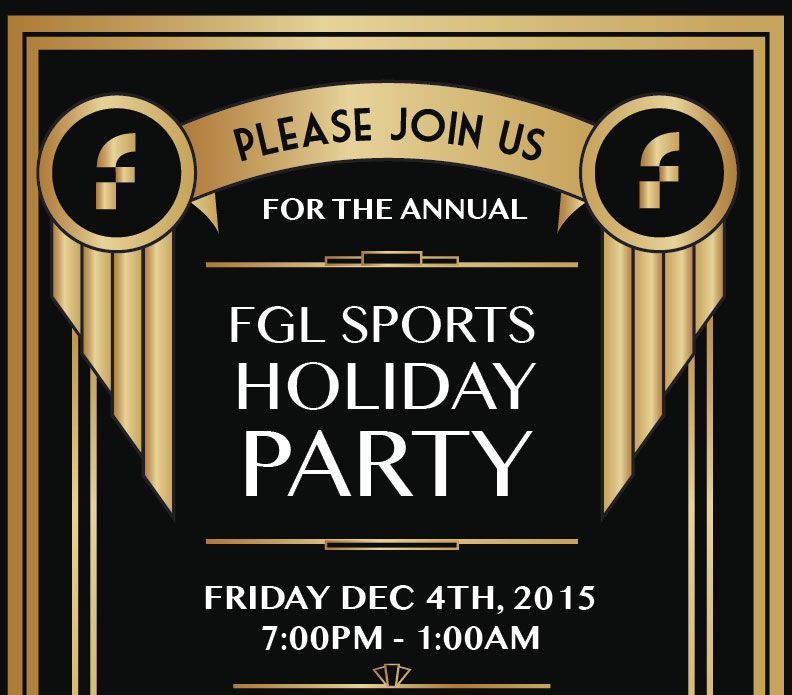 PLEASE JOIN US
FOR THE ANNUAL
FGL SPORTS
HOLIDAY
PARTY
FRIDAY DEC 4TH, 2015
7:00PM - 1:00AM